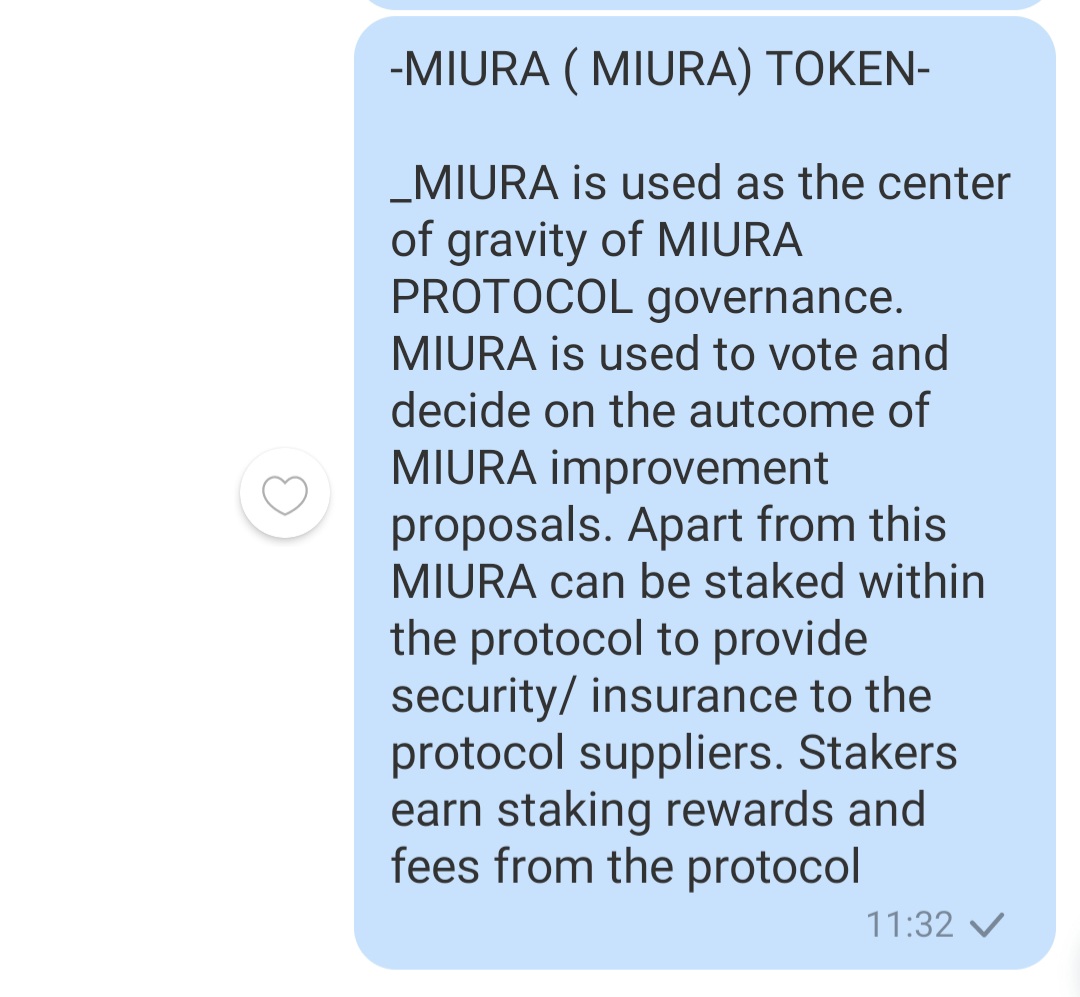 -MIURA ( MIURA) TOKEN-
_MIURA is used as the center
of gravity of MIURA
PROTOCOL governance.
MIURA is used to vote and
decide on the autcome of
MIURA improvement
proposals. Apart from this
MIURA can be staked within
the protocol to provide
security/ insurance to the
protocol suppliers. Stakers
earn staking rewards and
fees from the protocol
11:32